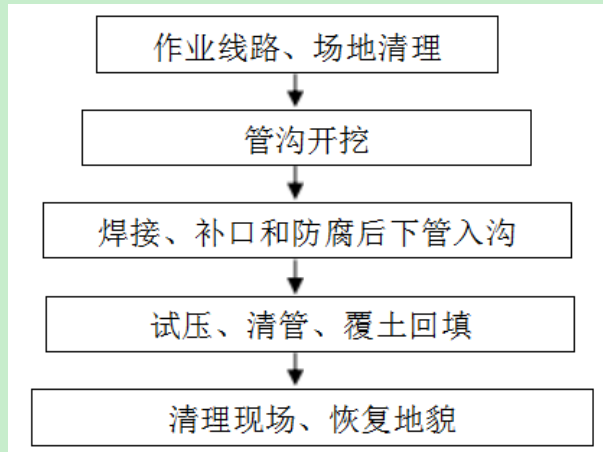 作业线路、场地清理
管沟开挖
焊接、补口和防腐后下管入沟
试压、清管、覆土回填
清理现场、恢复地貌